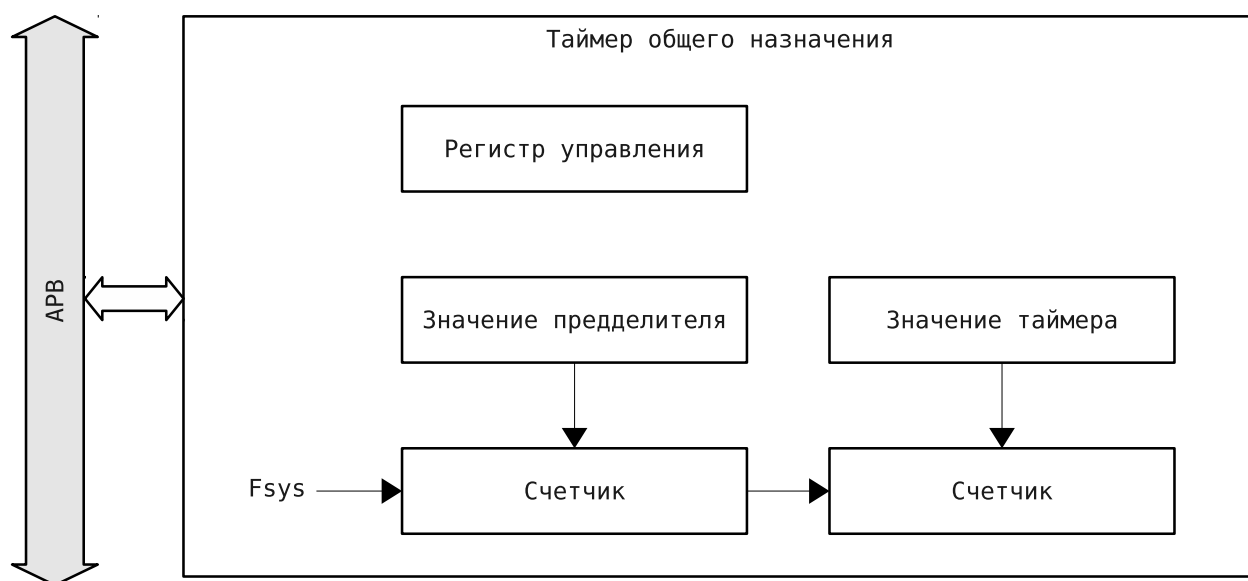 Таймер общего назначения
Регистр управления
APB
Значение предделителя
Значение таймера
Fsys
Счетчик
Счетчик